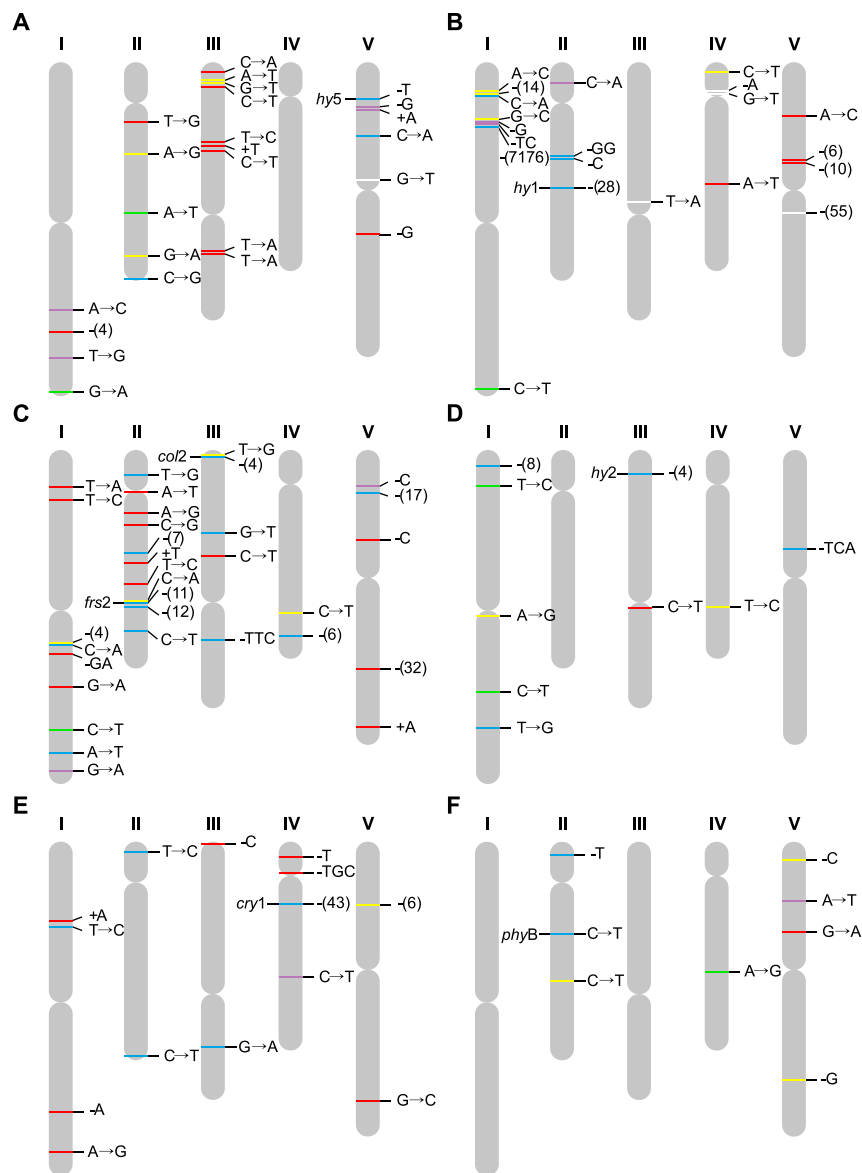 A
I II III IV V
C→A
A→T
G→T
C→T
T→G
T→C
+T
C→T
A→G
A→T
G→A
C→G
T→A
T→A
A→C
-(4)
T→G
G→A
hy5
-T
-G
+A
C→A
G→T
-G
B
I II III IV V
A→C
-(14)
C→A
G→C
-G
-TC
-(7176)
C→T
C→A
-GG
-C
hy1
-(28)
T→A
C→T
-A
G→T
A→T
A→C
-(6)
-(10)
-(55)
C
I II III IV V
T→A
T→C
-(4)
C→A
-GA
G→A
C→T
A→T
G→A
T→G
A→T
A→G
C→G
-(7)
+T
T→C
C→A
-(11)
-(12)
frs2
C→T
col2
T→G
-(4)
G→T
C→T
-TTC
C→T
-(6)
-C
-(17)
-C
-(32)
+A
D
I II III IV V
-(8)
T→C
A→G
C→T
T→G
hy2
-(4)
C→T
T→C
-TCA
E
I II III IV V
+A
T→C
-A
A→G
T→C
C→T
-C
G→A
-T
-TGC
cry1
-(43)
C→T
-(6)
G→C
F
I II III IV V
-T
phyB
C→T
C→T
A→G
-C
A→T
G→A
-G